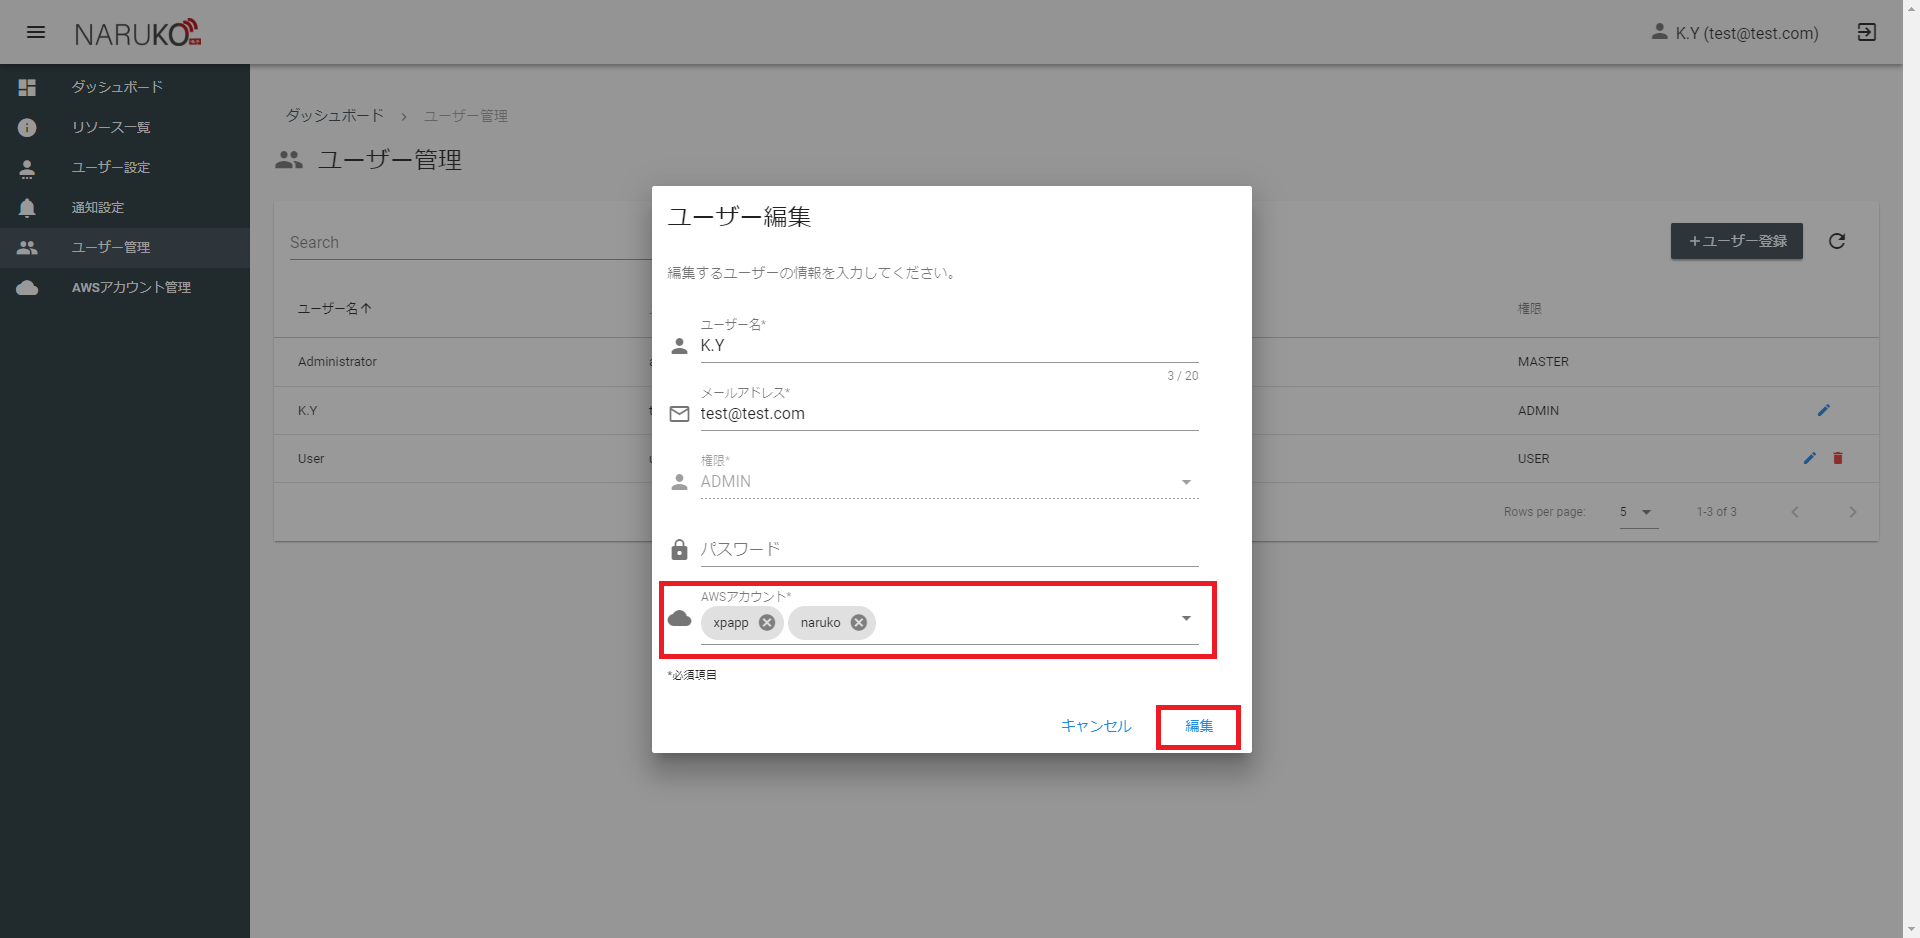 NARUKO
K.Y (test@test.com)
ダッシュボード
リソース一覧
ユーザー設定
通知設定
ユーザー管理
AWSアカウント管理
ダッシュボード › ユーザー管理
ユーザー管理
Search
+ユーザー登録
ユーザー名↑ 権限
Administrator MASTER
K.Y ADMIN
User USER
Rows per page: 5 1-3 of 3
ユーザー編集
編集するユーザーの情報を入力してください。
ユーザー名*
K.Y
3 / 20
メールアドレス*
test@test.com
権限*
ADMIN
パスワード
AWSアカウント*
xpapp naruko
*必須項目
キャンセル 編集